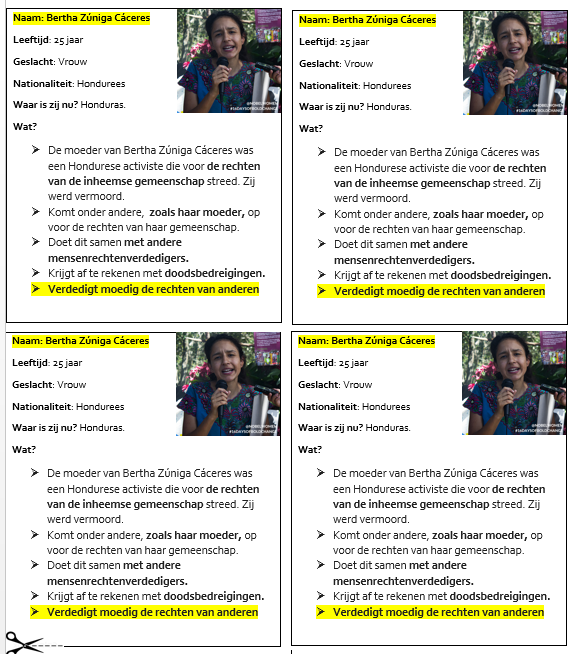 Naam: Bertha Zúniga Cáceres
Leeftijd: 25 jaar
Geslacht: Vrouw
Nationaliteit: Hondurees
Waar is zij nu? Honduras.
Wat?
@NOBELWOMEN
#16DAYSOFBOLDCHANGE
De moeder van Bertha Zúniga Cáceres was
een Hondurese activiste die voor de rechten
van de inheemse gemeenschap streed. Zij
werd vermoord.
Komt onder andere, zoals haar moeder, op
voor de rechten van haar gemeenschap.
Doet dit samen met andere
mensenrechtenverdedigers.
Krijgt af te rekenen met doodsbedreigingen.
Verdedigt moedig de rechten van anderen
Naam: Bertha Zúniga Cáceres
Leeftijd: 25 jaar
Geslacht: Vrouw
Nationaliteit: Hondurees
Waar is zij nu? Honduras.
Wat?
@NOBELWOMEN
#16DAYSOFBOLDCHANGE
De moeder van Bertha Zúniga Cáceres was
een Hondurese activiste die voor de rechten
van de inheemse gemeenschap streed. Zij
werd vermoord.
Komt onder andere, zoals haar moeder, op
voor de rechten van haar gemeenschap.
Doet dit samen met andere
mensenrechtenverdedigers.
Krijgt af te rekenen met doodsbedreigingen.
Verdedigt moedig de rechten van anderen
Naam: Bertha Zúniga Cáceres
Leeftijd: 25 jaar
Geslacht: Vrouw
Nationaliteit: Hondurees
Waar is zij nu? Honduras.
Wat?
@NOBELWOMEN
#16DAYSOFBOLDCHANGE
De moeder van Bertha Zúniga Cáceres was
een Hondurese activiste die voor de rechten
van de inheemse gemeenschap streed. Zij
werd vermoord.
Komt onder andere, zoals haar moeder, op
voor de rechten van haar gemeenschap.
Doet dit samen met andere
mensenrechtenverdedigers.
Krijgt af te rekenen met doodsbedreigingen.
Verdedigt moedig de rechten van anderen
Naam: Bertha Zúniga Cáceres
Leeftijd: 25 jaar
Geslacht: Vrouw
Nationaliteit: Hondurees
Waar is zij nu? Honduras.
Wat?
@NOBELWOMEN
#16DAYSOFBOLDCHANGE
De moeder van Bertha Zúniga Cáceres was
een Hondurese activiste die voor de rechten
van de inheemse gemeenschap streed. Zij
werd vermoord.
Komt onder andere, zoals haar moeder, op
voor de rechten van haar gemeenschap.
Doet dit samen met andere
mensenrechtenverdedigers.
Krijgt af te rekenen met doodsbedreigingen.
Verdedigt moedig de rechten van anderen